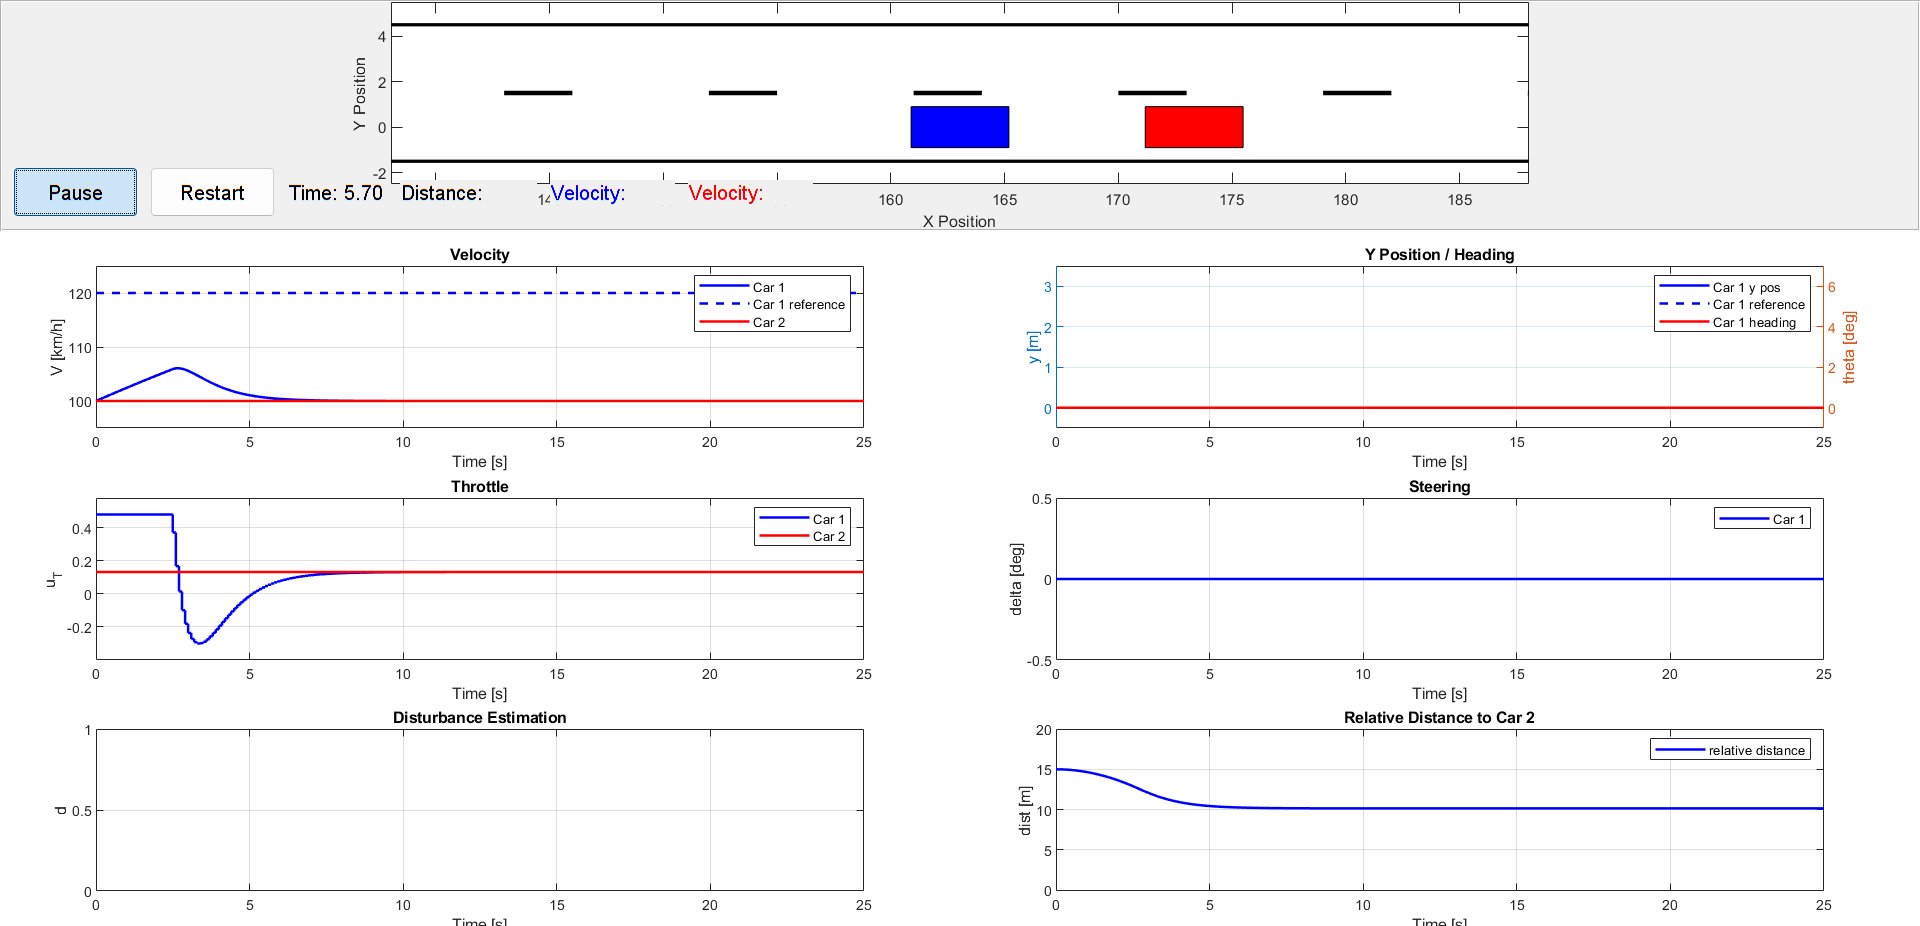 4
2
0
-2
Y Position
160 165 170 175 180 185
X Position
Pause Restart Time: 5.70 Distance: Velocity: Velocity:
Velocity
120
110
100
V [km/h]
Car 1
Car 1 reference
Car 2
0 5 10 15 20 25
Time [s]
Y Position / Heading
3
2
1
0
y [m]
6
4
2
0
theta [deg]
Car 1 y pos
Car 1 reference
Car 1 heading
0 5 10 15 20 25
Time [s]
Throttle
0.4
0.2
0
-0.2
u_T
Car 1
Car 2
0 5 10 15 20 25
Time [s]
Steering
0.5
0
-0.5
delta [deg]
Car 1
0 5 10 15 20 25
Time [s]
Disturbance Estimation
1
0.5
0
d
0 5 10 15 20 25
Time [s]
Relative Distance to Car 2
20
15
10
5
0
dist [m]
relative distance
0 5 10 15 20 25
Time [s]